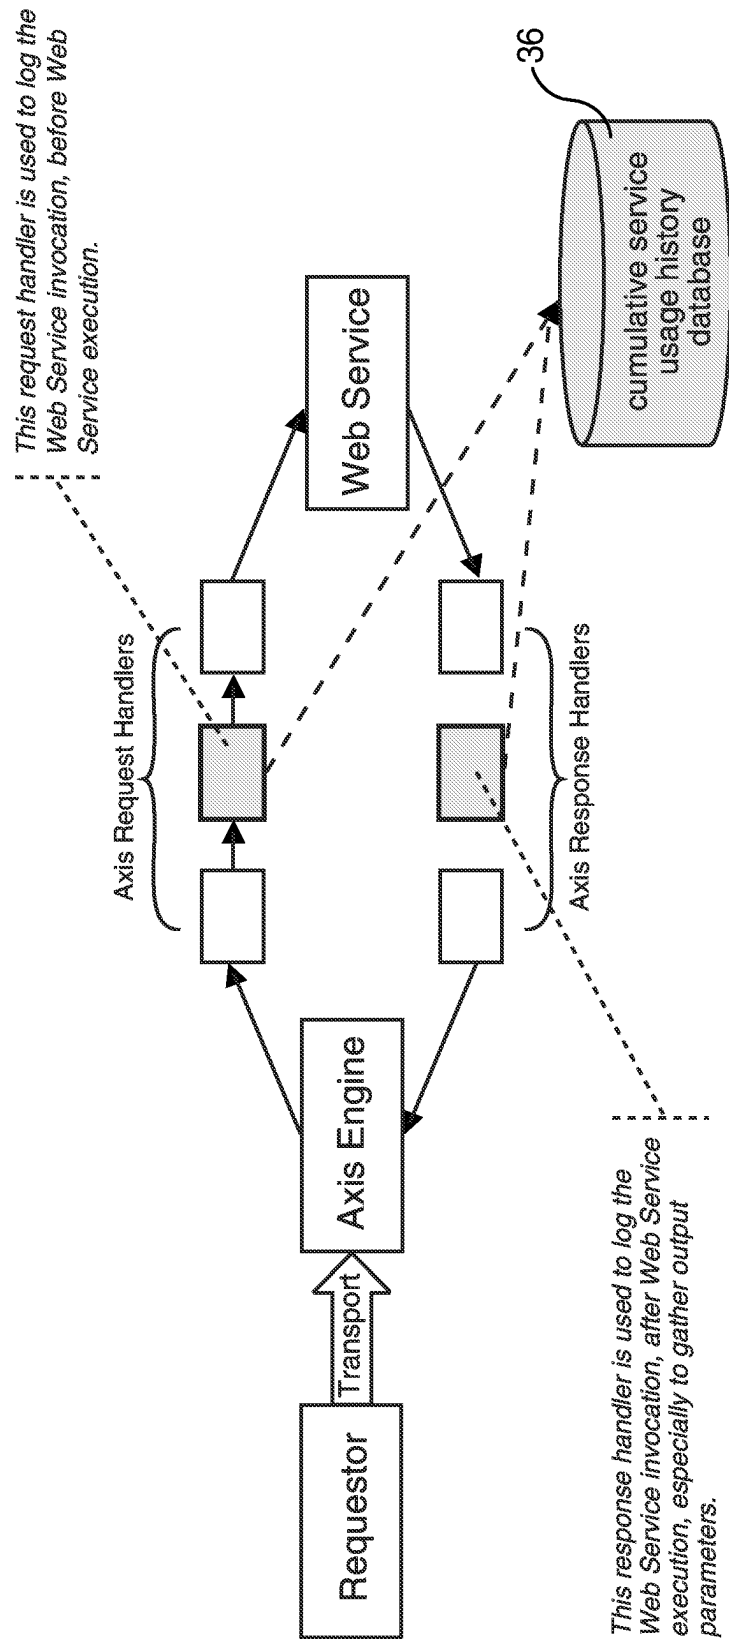 This request handler is used to log the
Web Service invocation, before Web
Service execution.
Axis Request Handlers
Requestor
Transport
Axis Engine
Web Service
36
cumulative service
usage history
database
Axis Response Handlers
This response handler is used to log the
Web Service invocation, after Web Service
execution, especially to gather output
parameters.